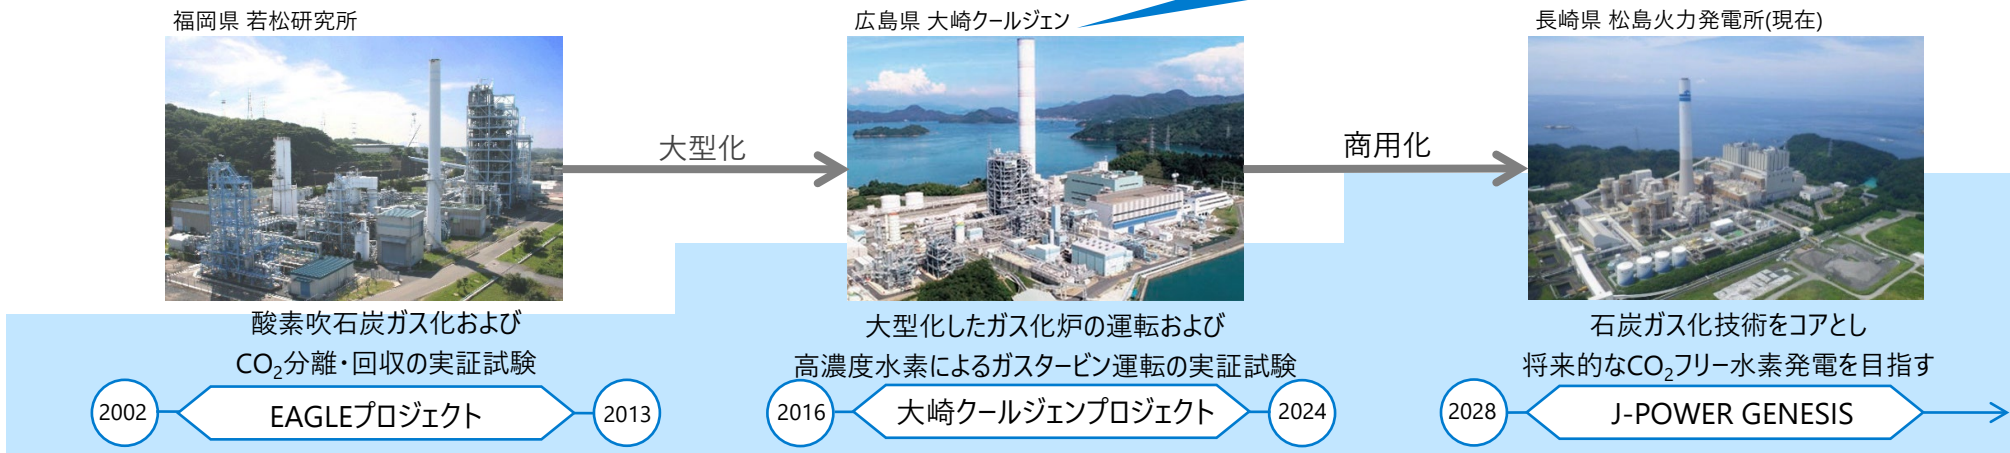 福岡県 若松研究所
広島県 大崎クールジェン
長崎県 松島火力発電所(現在)
大型化
商用化
酸素吹石炭ガス化および
CO₂分離・回収の実証試験
大型化したガス化炉の運転および
高濃度水素によるガスタービン運転の実証試験
石炭ガス化技術をコアとし
将来的なCO₂フリー水素発電を目指す
2002
EAGLEプロジェクト
2013
2016
大崎クールジェンプロジェクト
2024
2028
J-POWER GENESIS